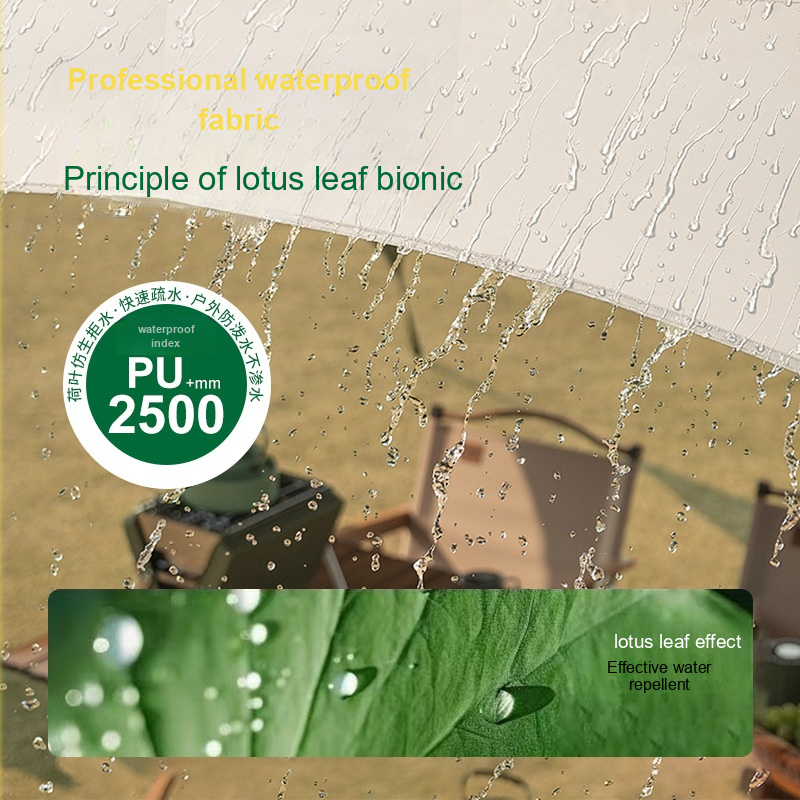 Professional waterproof
fabric
Principle of lotus leaf bionic
荷叶仿生拒水·快速疏水·户外防泼水不渗水
waterproof
index
PU+mm
2500
lotus leaf effect
Effective water
repellent